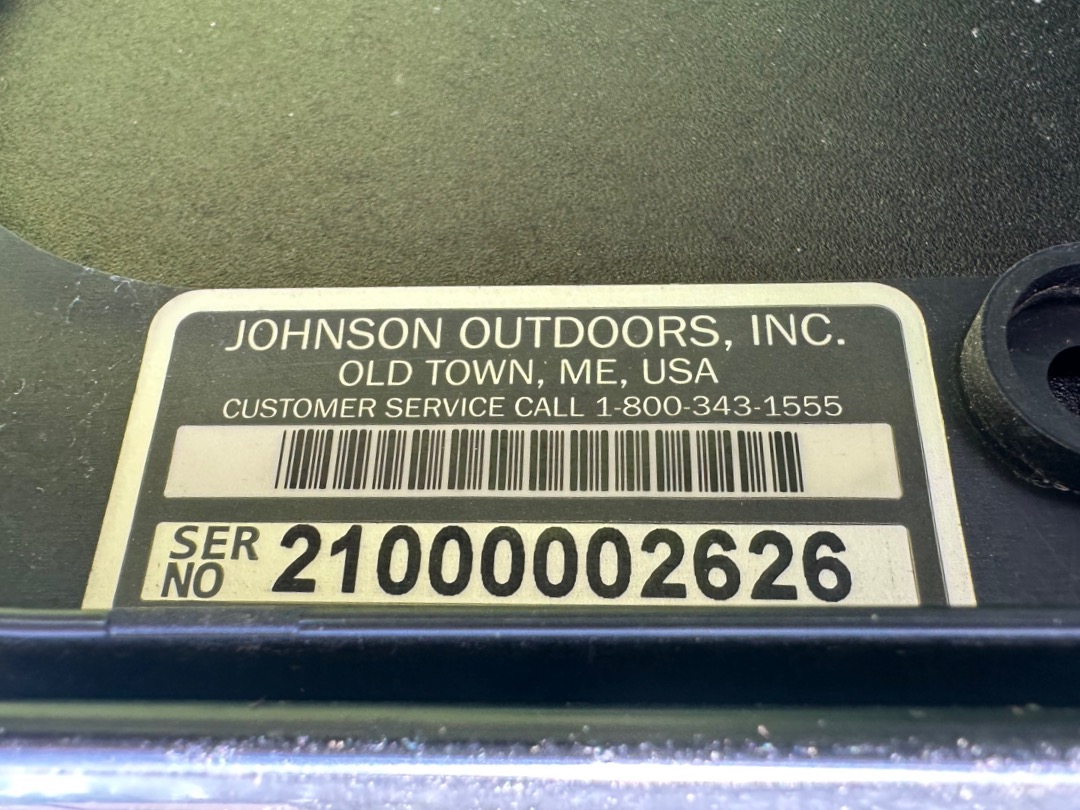 JOHNSON OUTDOORS, INC.
OLD TOWN, ME, USA
CUSTOMER SERVICE CALL 1-800-343-1555
SER NO 21000002626